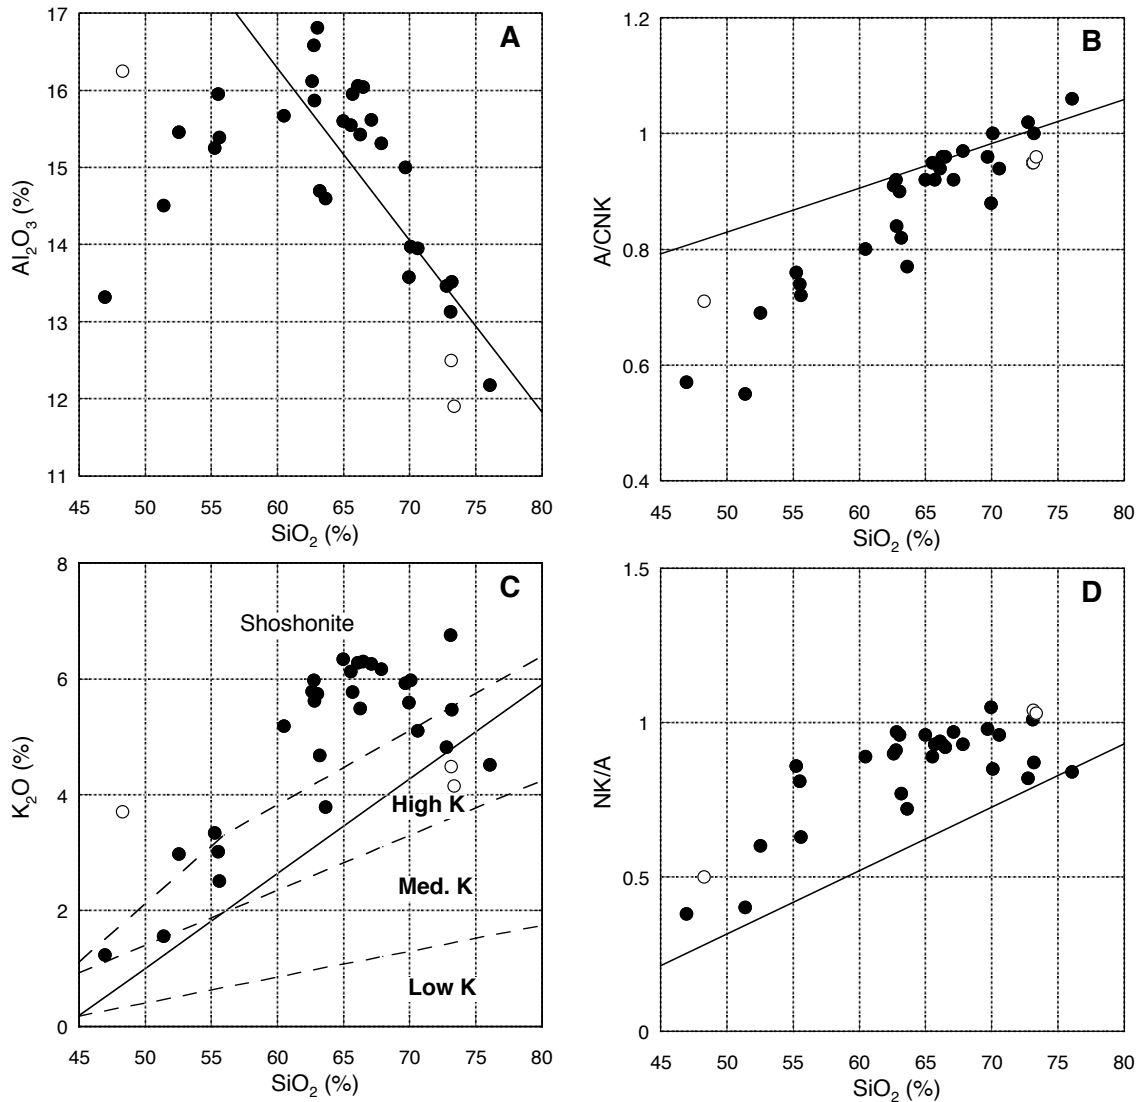 A
17
16
15
14
13
12
11
Al₂O₃ (%)
45 50 55 60 65 70 75 80
SiO₂ (%)
B
1.2
1
0.8
0.6
0.4
A/CNK
45 50 55 60 65 70 75 80
SiO₂ (%)
C
8
6
4
2
0
K₂O (%)
Shoshonite
High K
Med. K
Low K
45 50 55 60 65 70 75 80
SiO₂ (%)
D
1.5
1
0.5
0
NK/A
45 50 55 60 65 70 75 80
SiO₂ (%)